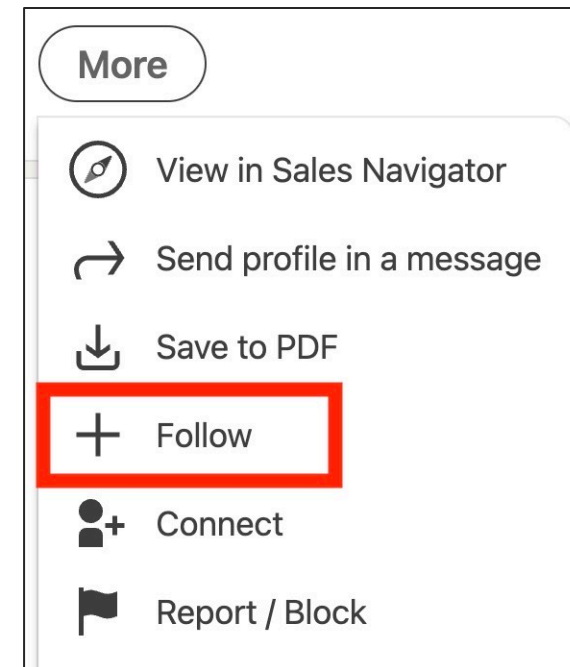 More
View in Sales Navigator
Send profile in a message
Save to PDF
Follow
Connect
Report / Block